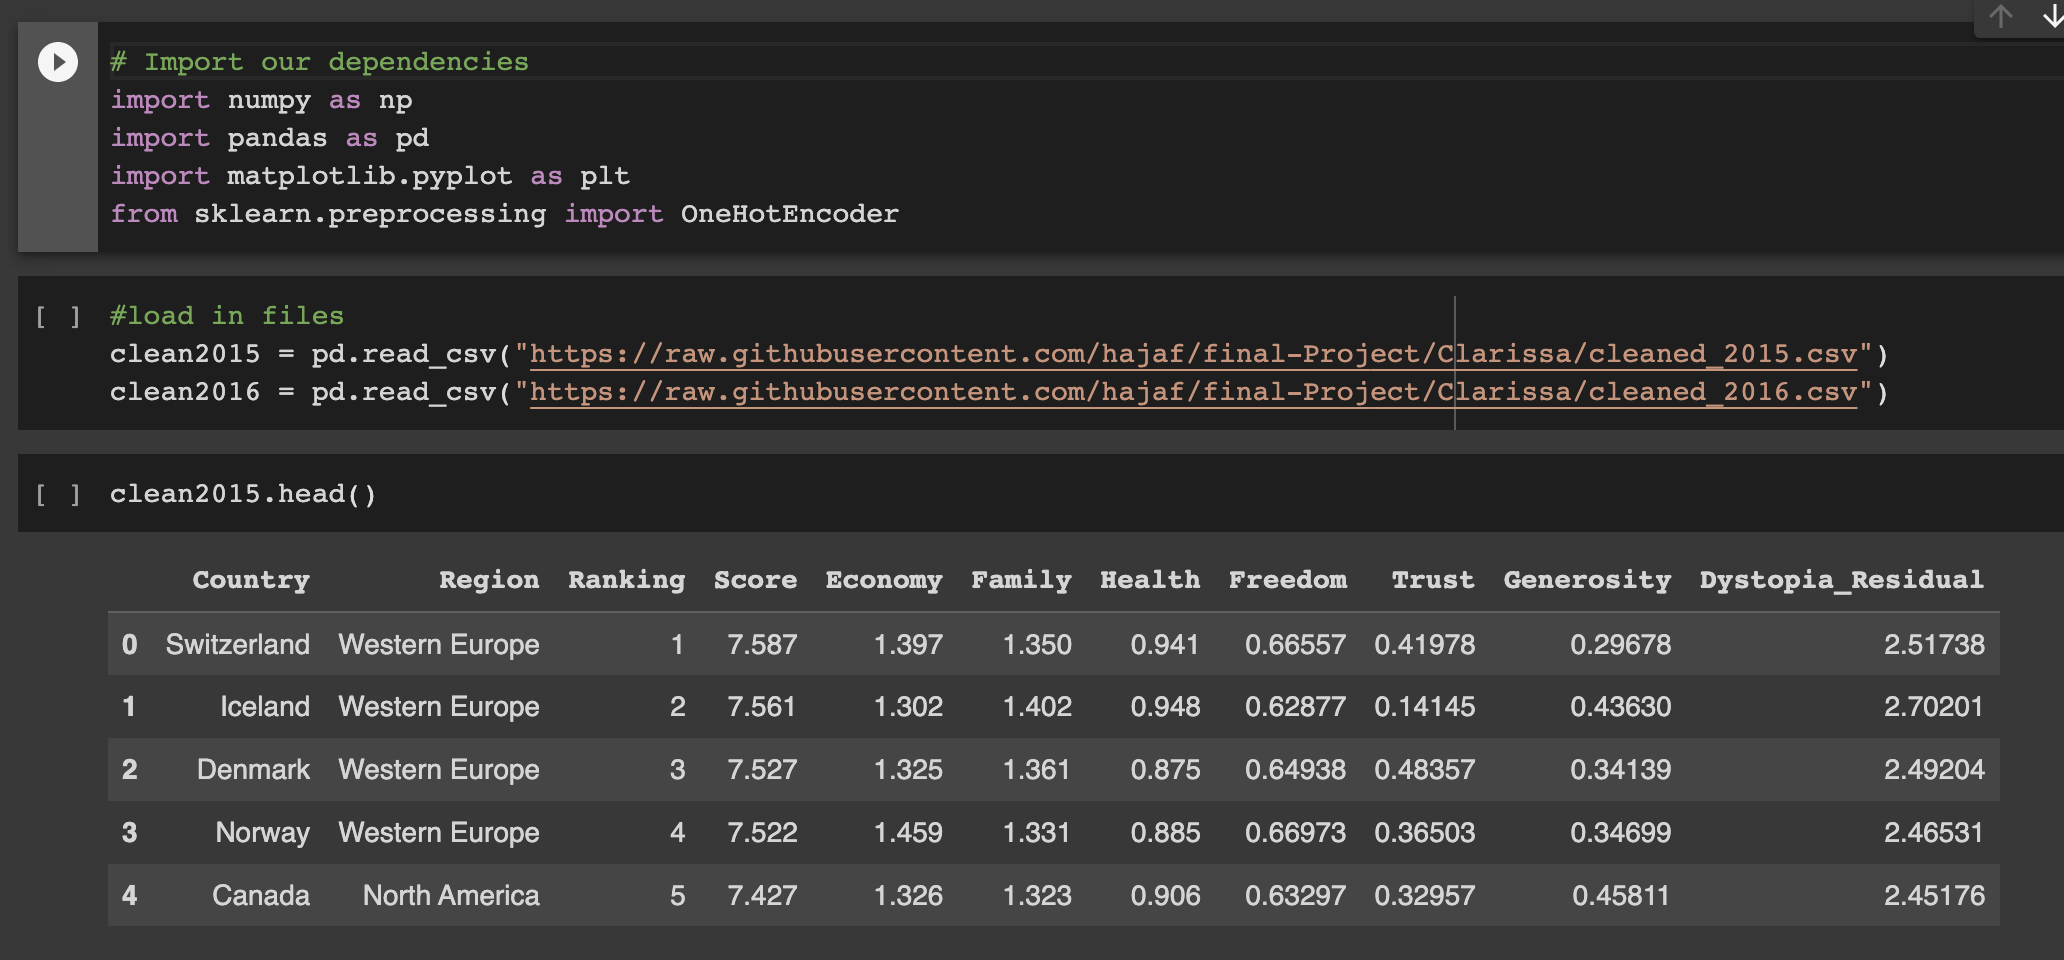 # Import our dependencies
import numpy as np
import pandas as pd
import matplotlib.pyplot as plt
from sklearn.preprocessing import OneHotEncoder
[ ] #load in files
clean2015 = pd.read_csv("https://raw.githubusercontent.com/hajaf/final-Project/Clarissa/cleaned_2015.csv")
clean2016 = pd.read_csv("https://raw.githubusercontent.com/hajaf/final-Project/Clarissa/cleaned_2016.csv")
[ ] clean2015.head()
Country Region Ranking Score Economy Family Health Freedom Trust Generosity Dystopia_Residual
0 Switzerland Western Europe 1 7.587 1.397 1.350 0.941 0.66557 0.41978 0.29678 2.51738
1 Iceland Western Europe 2 7.561 1.302 1.402 0.948 0.62877 0.14145 0.43630 2.70201
2 Denmark Western Europe 3 7.527 1.325 1.361 0.875 0.64938 0.48357 0.34139 2.49204
3 Norway Western Europe 4 7.522 1.459 1.331 0.885 0.66973 0.36503 0.34699 2.46531
4 Canada North America 5 7.427 1.326 1.323 0.906 0.63297 0.32957 0.45811 2.45176